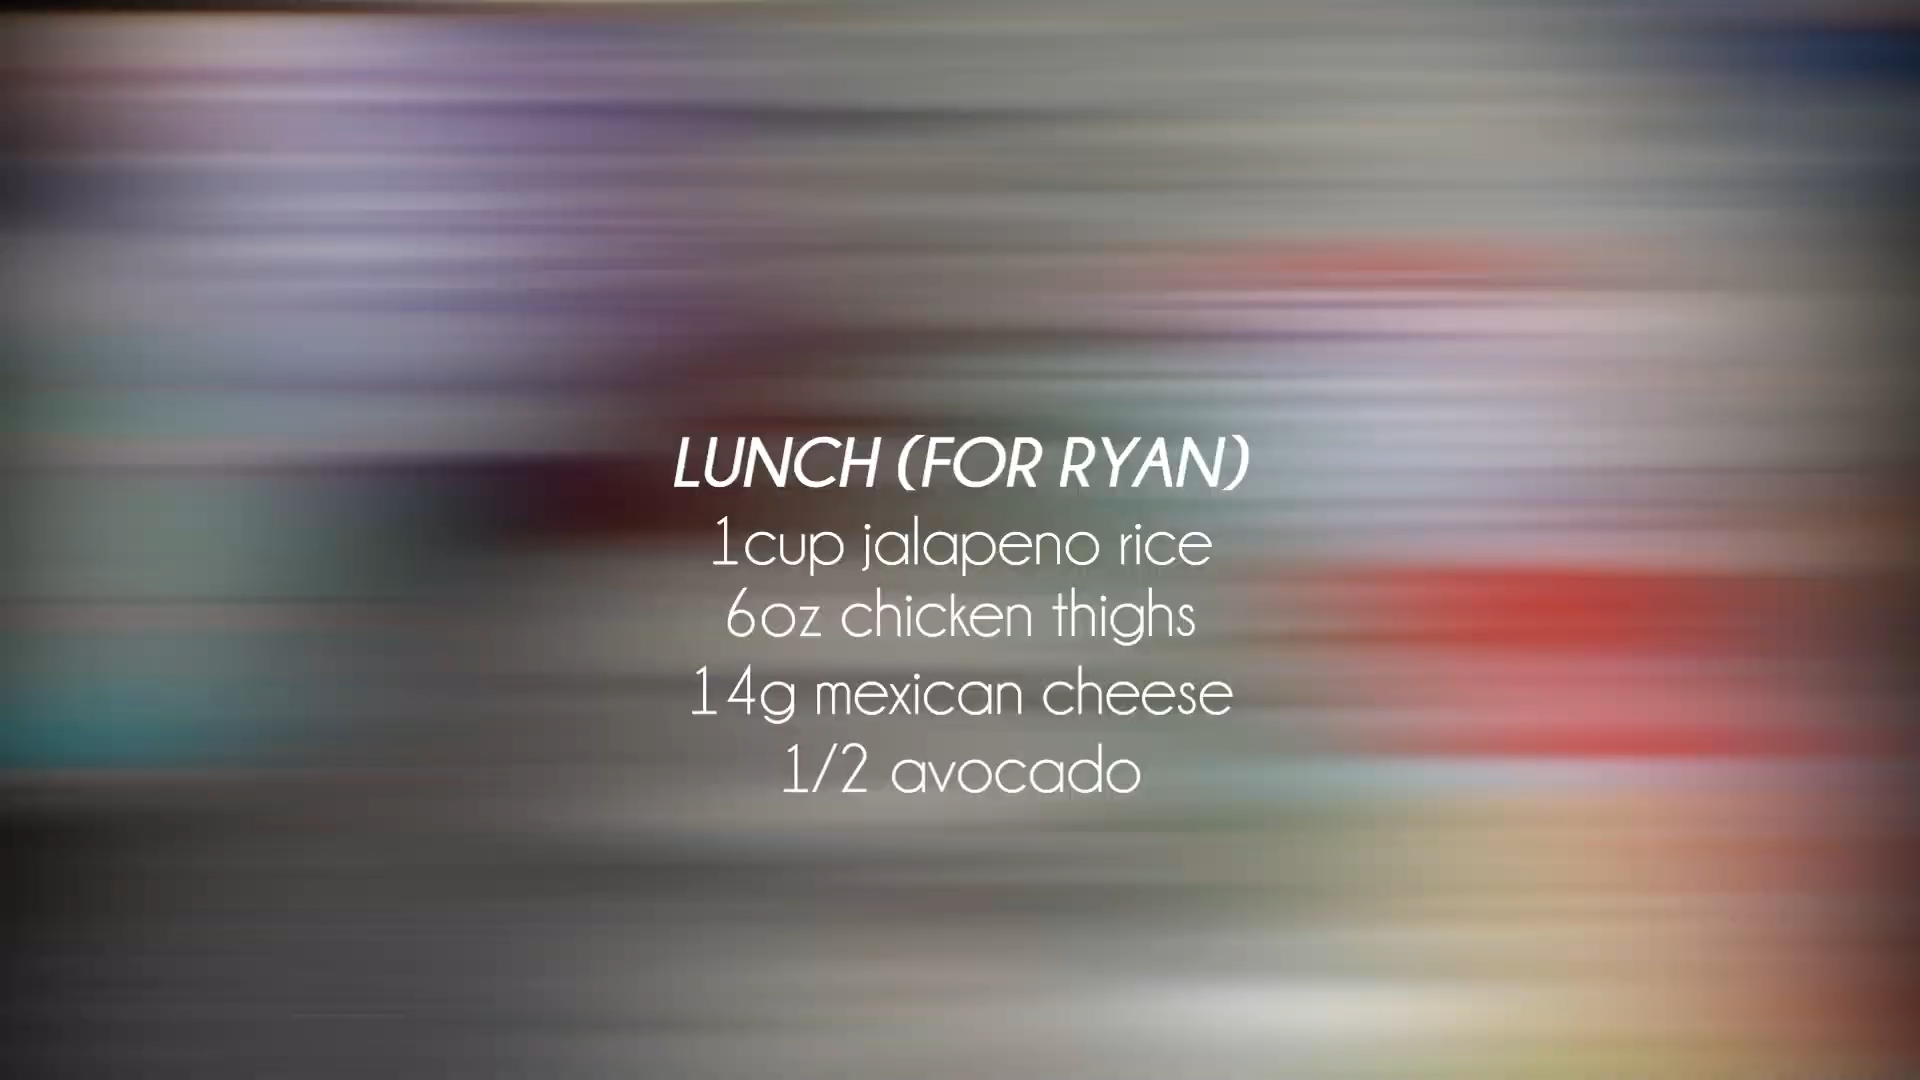 LUNCH (FOR RYAN)
1cup jalapeno rice
6oz chicken thighs
14g mexican cheese
1/2 avocado